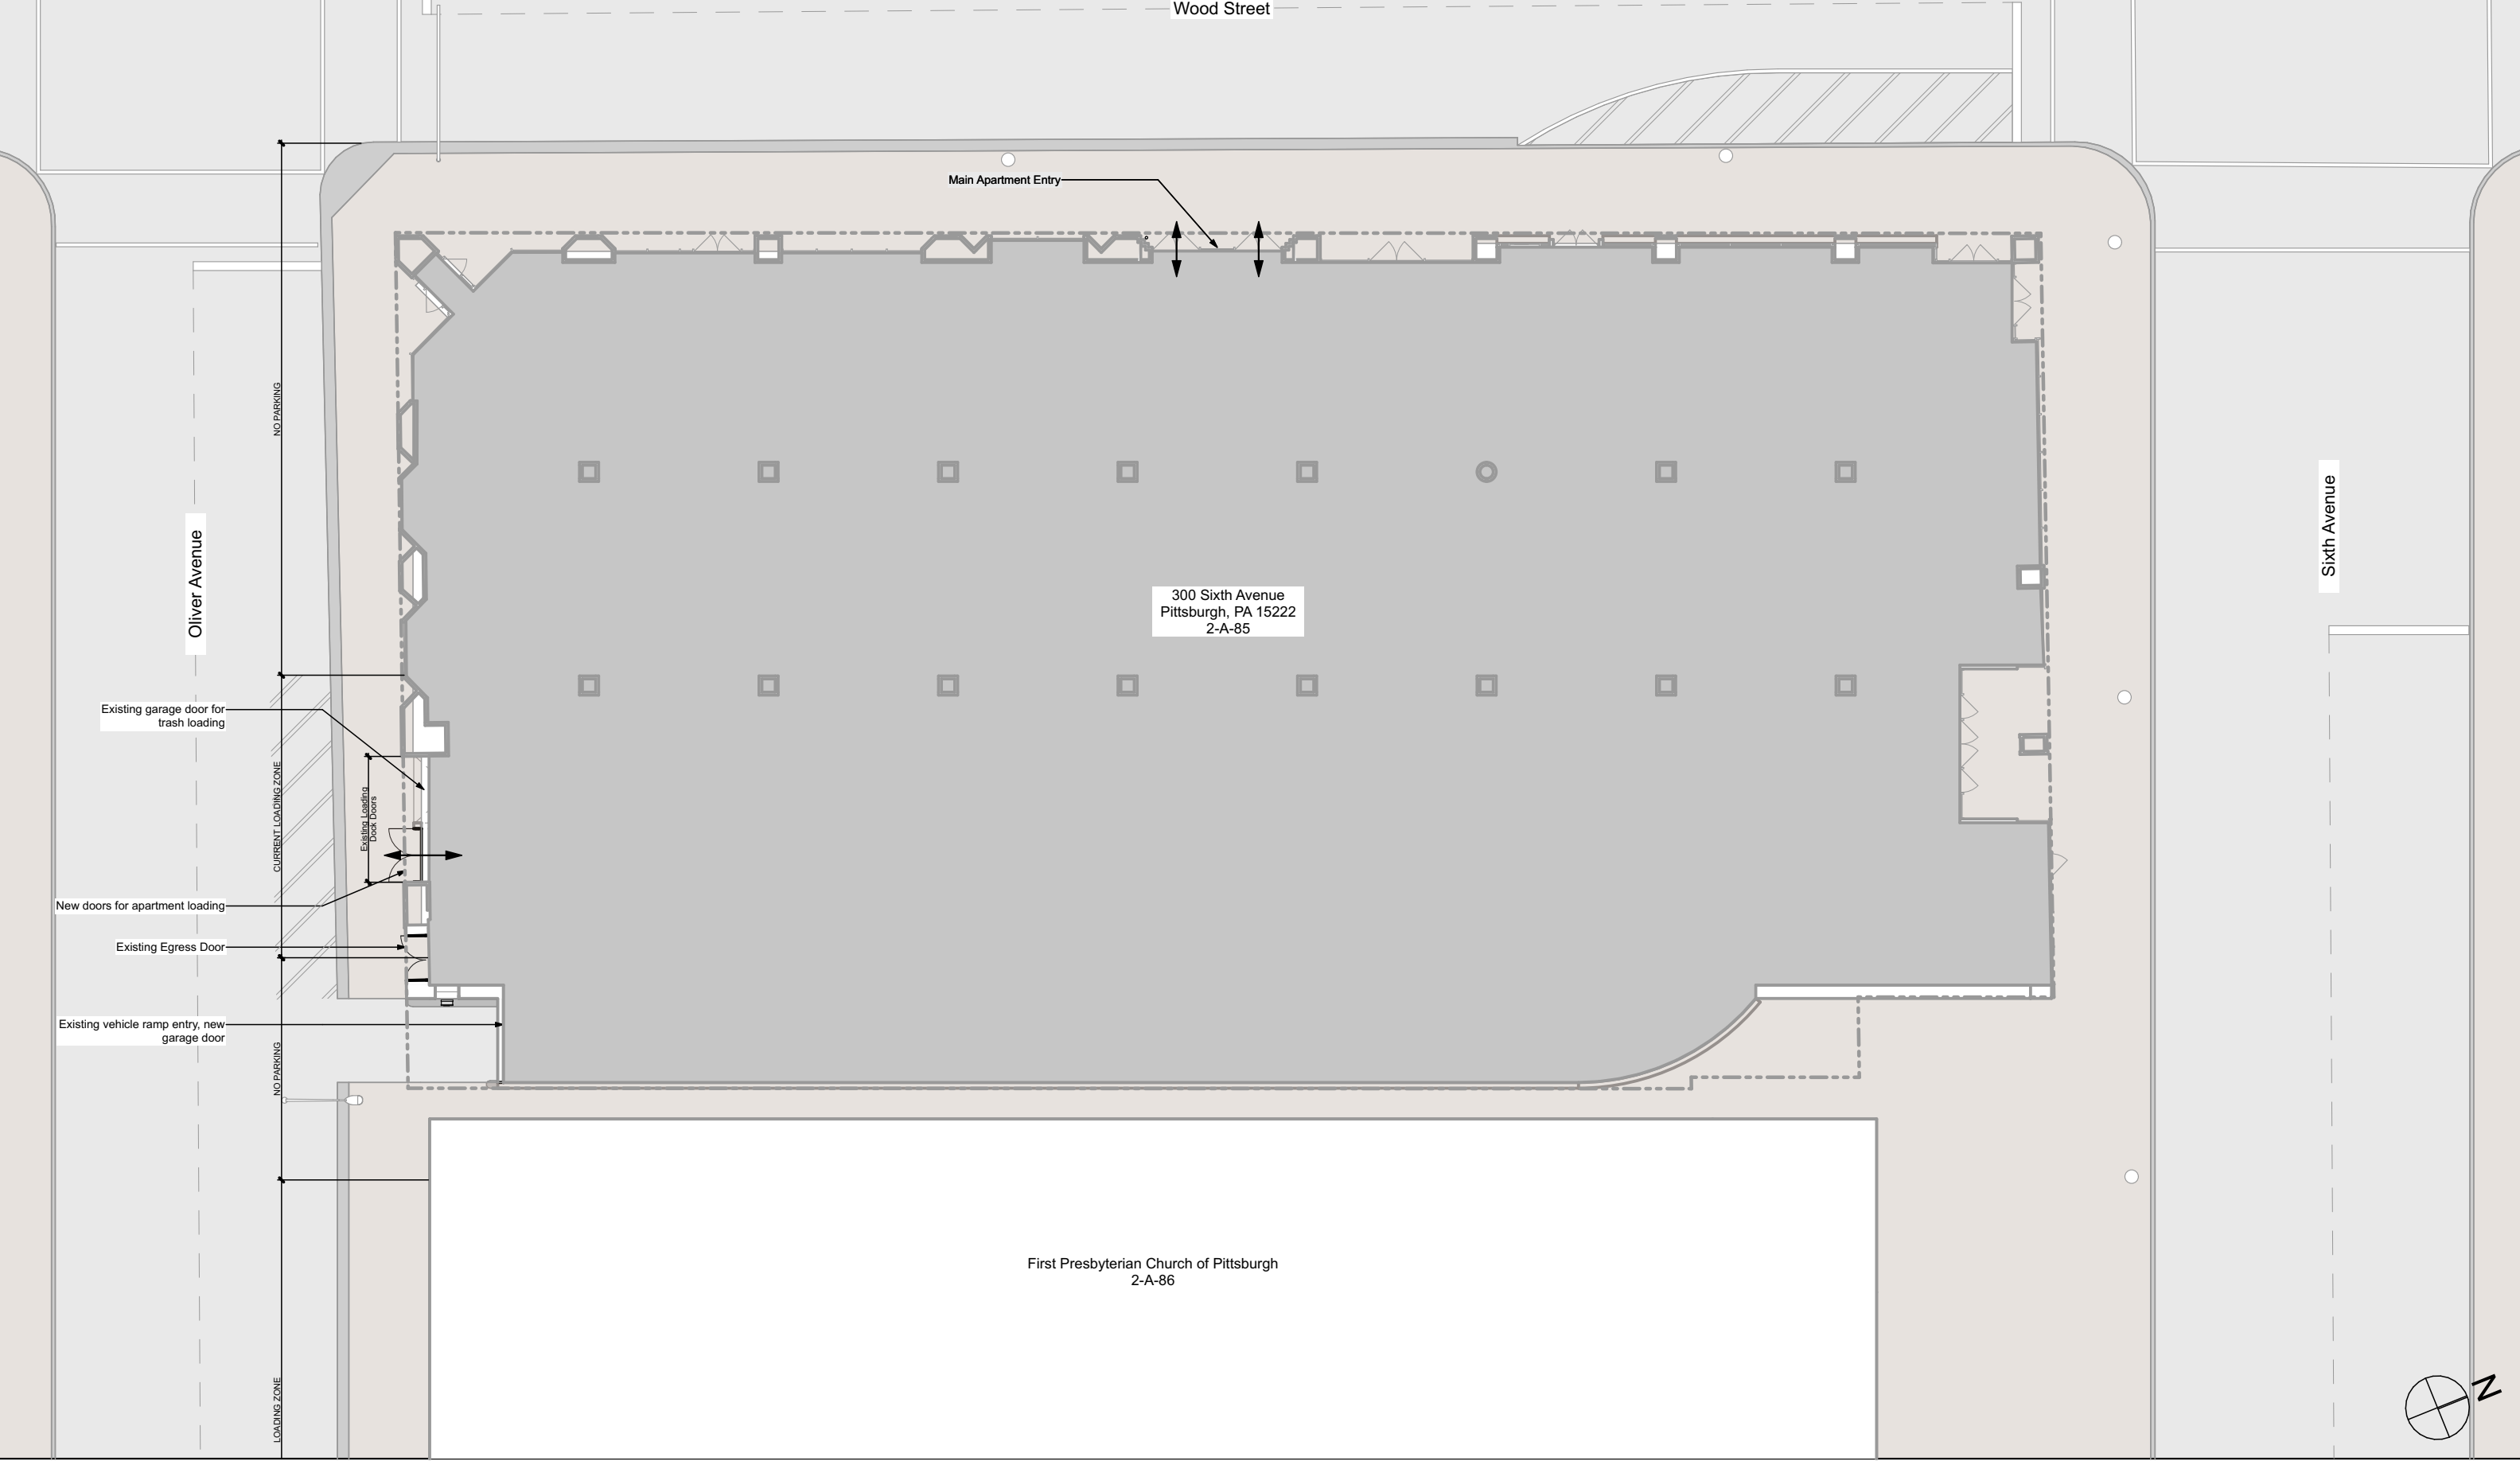 Wood Street
Main Apartment Entry
NO PARKING
Oliver Avenue
Sixth Avenue
300 Sixth Avenue
Pittsburgh, PA 15222
2-A-85
Existing garage door for
trash loading
CURRENT LOADING ZONE
Existing Loading
Dock Doors
New doors for apartment loading
Existing Egress Door
Existing vehicle ramp entry, new
garage door
NO PARKING
First Presbyterian Church of Pittsburgh
2-A-86
LOADING ZONE
N